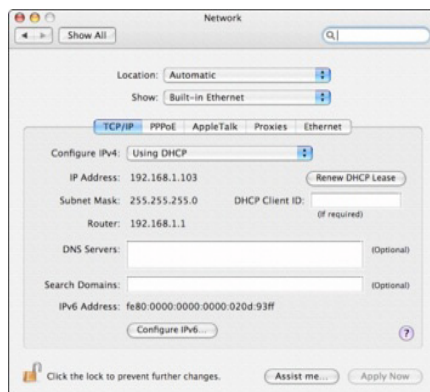 Network
Show All
Location: Automatic
Show: Built-in Ethernet
TCP/IP PPPoE AppleTalk Proxies Ethernet
Configure IPv4: Using DHCP
IP Address: 192.168.1.103 Renew DHCP Lease
Subnet Mask: 255.255.255.0 DHCP Client ID:
(If required)
Router: 192.168.1.1
DNS Servers: (Optional)
Search Domains: (Optional)
IPv6 Address: fe80:0000:0000:0000:020d:93ff
Configure IPv6... ?
Click the lock to prevent further changes. Assist me... Apply Now